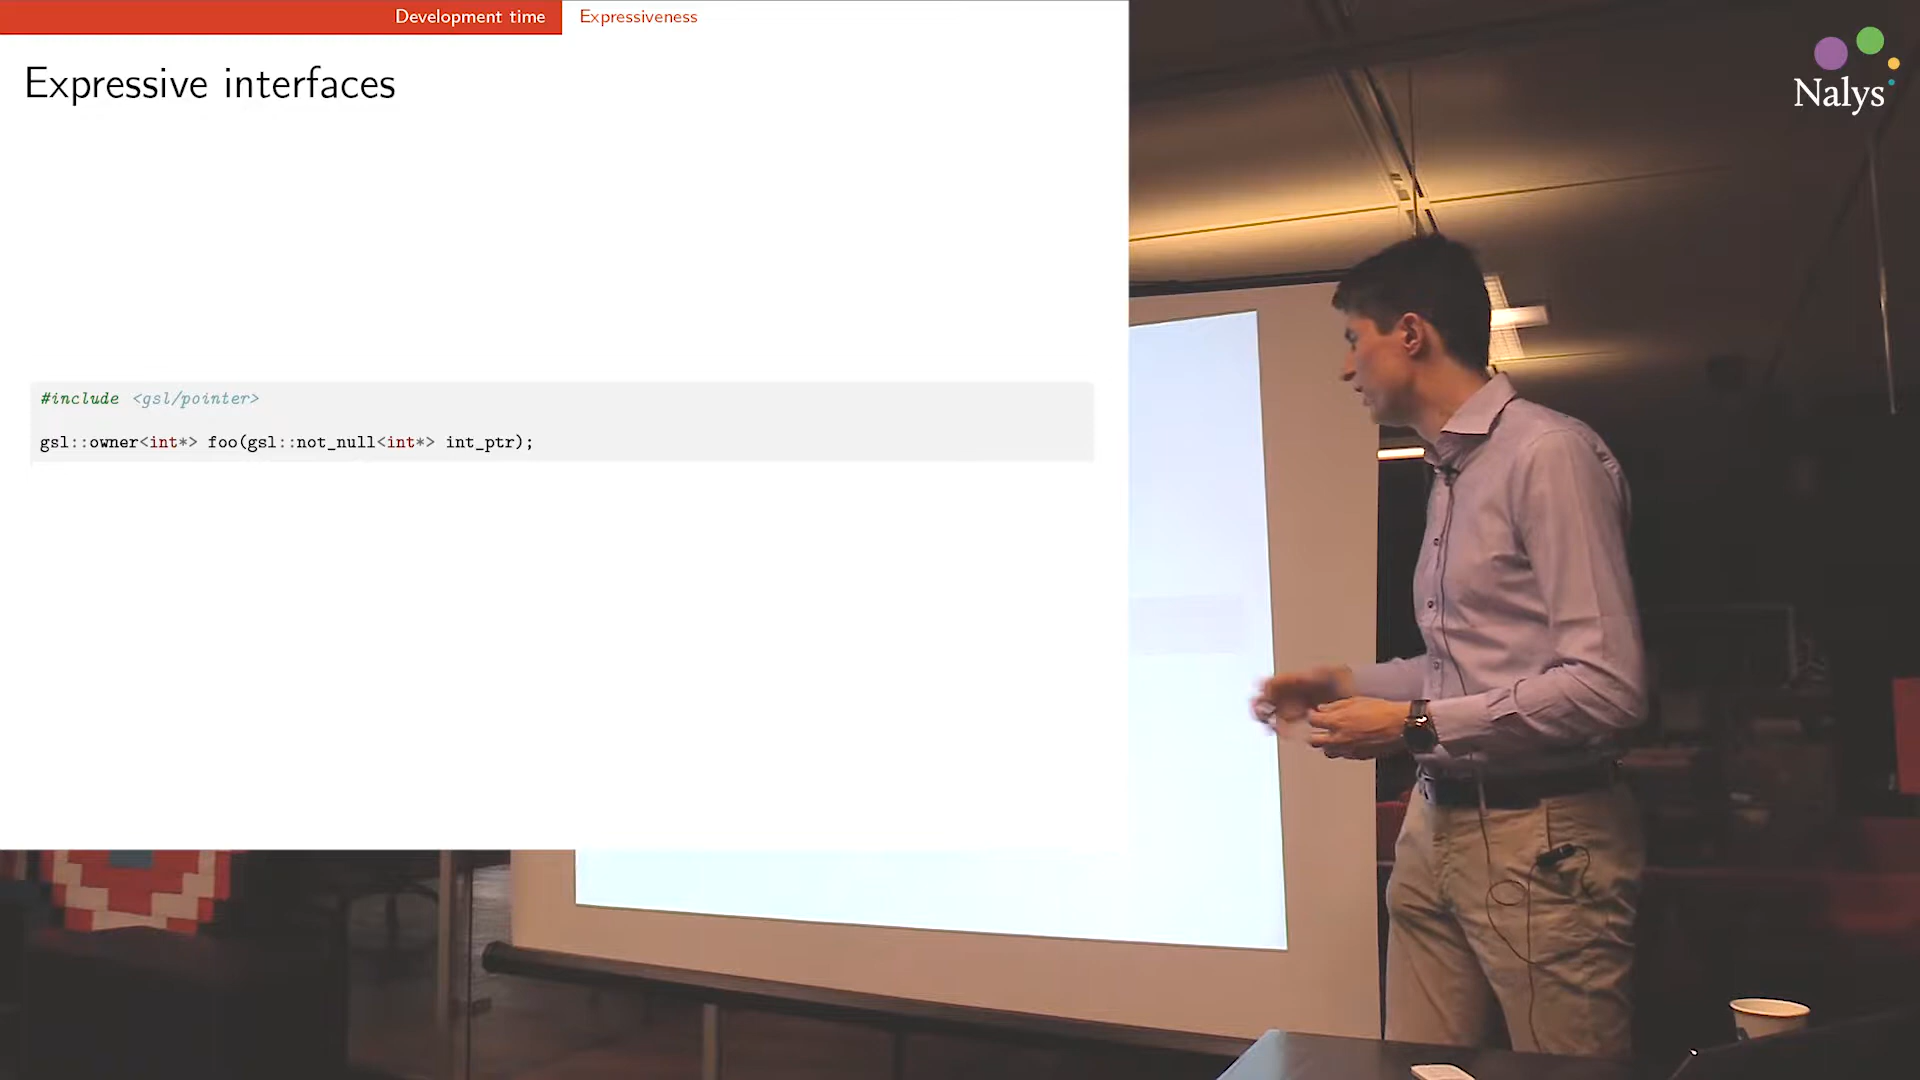 Development time Expressiveness
Nalys
Expressive interfaces
#include <gsl/pointer>
gsl::owner<int*> foo(gsl::not_null<int*> int_ptr);